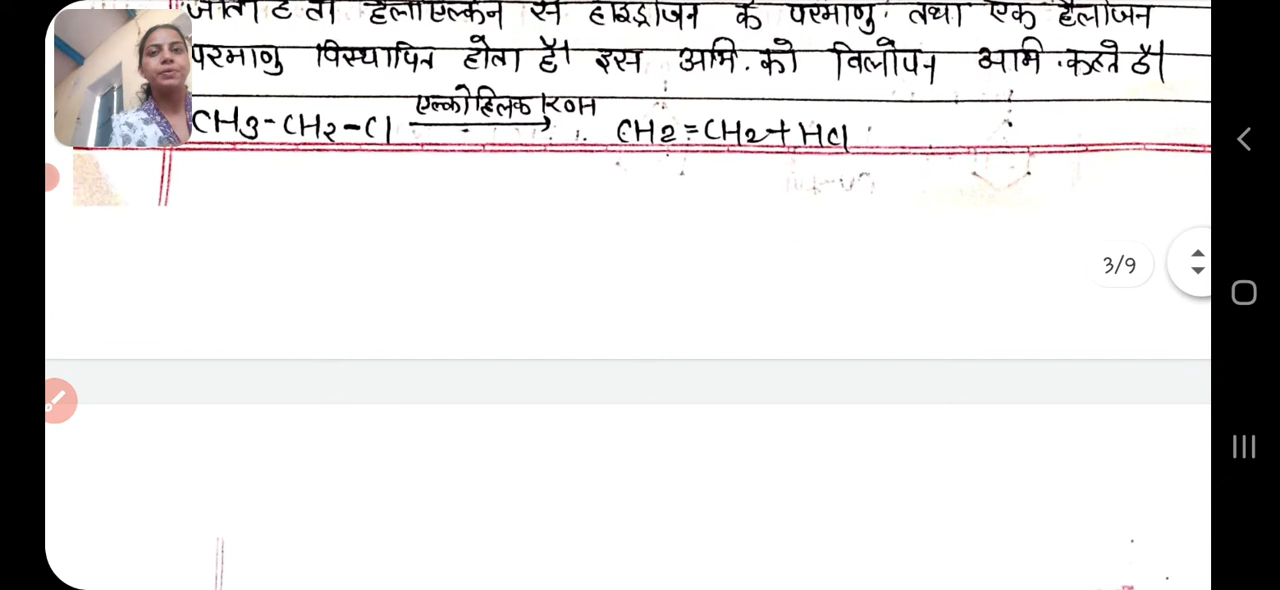 जाता है तो हैलोएल्केन से हाइड्रोजन के परमाणु तथा एक हैलोजन
परमाणु विस्थापित होता है। इस अभि. को विलोपन अभि. कहते है।
CH3-CH2-Cl एल्कोहलिक KOH CH2=CH2+HCl
3/9